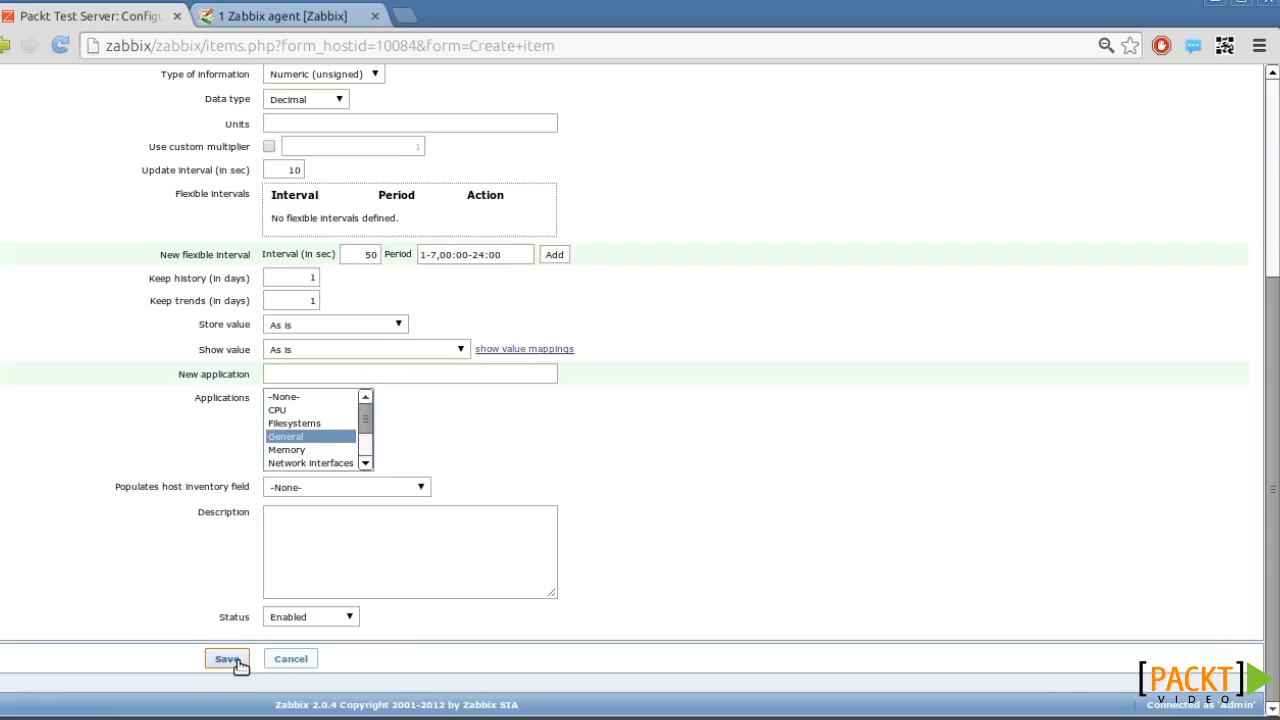 Packt Test Server: Configu
1 Zabbix agent [Zabbix]
zabbix/zabbix/items.php?form_hostid=10084&form=Create+item
Type of information Numeric (unsigned)
Data type Decimal
Units
Use custom multiplier 1
Update interval (in sec) 10
Flexible intervals Interval Period Action
No flexible intervals defined.
New flexible interval Interval (in sec) 50 Period 1-7,00:00-24:00 Add
Keep history (in days) 1
Keep trends (in days) 1
Store value As is
Show value As is show value mappings
New application
Applications -None-
CPU
Filesystems
General
Memory
Network interfaces
Populates host inventory field -None-
Description
Status Enabled
Save Cancel
[PACKT]
VIDEO
Zabbix 2.0.4 Copyright 2001-2012 by Zabbix SIA
Connected as 'Admin'